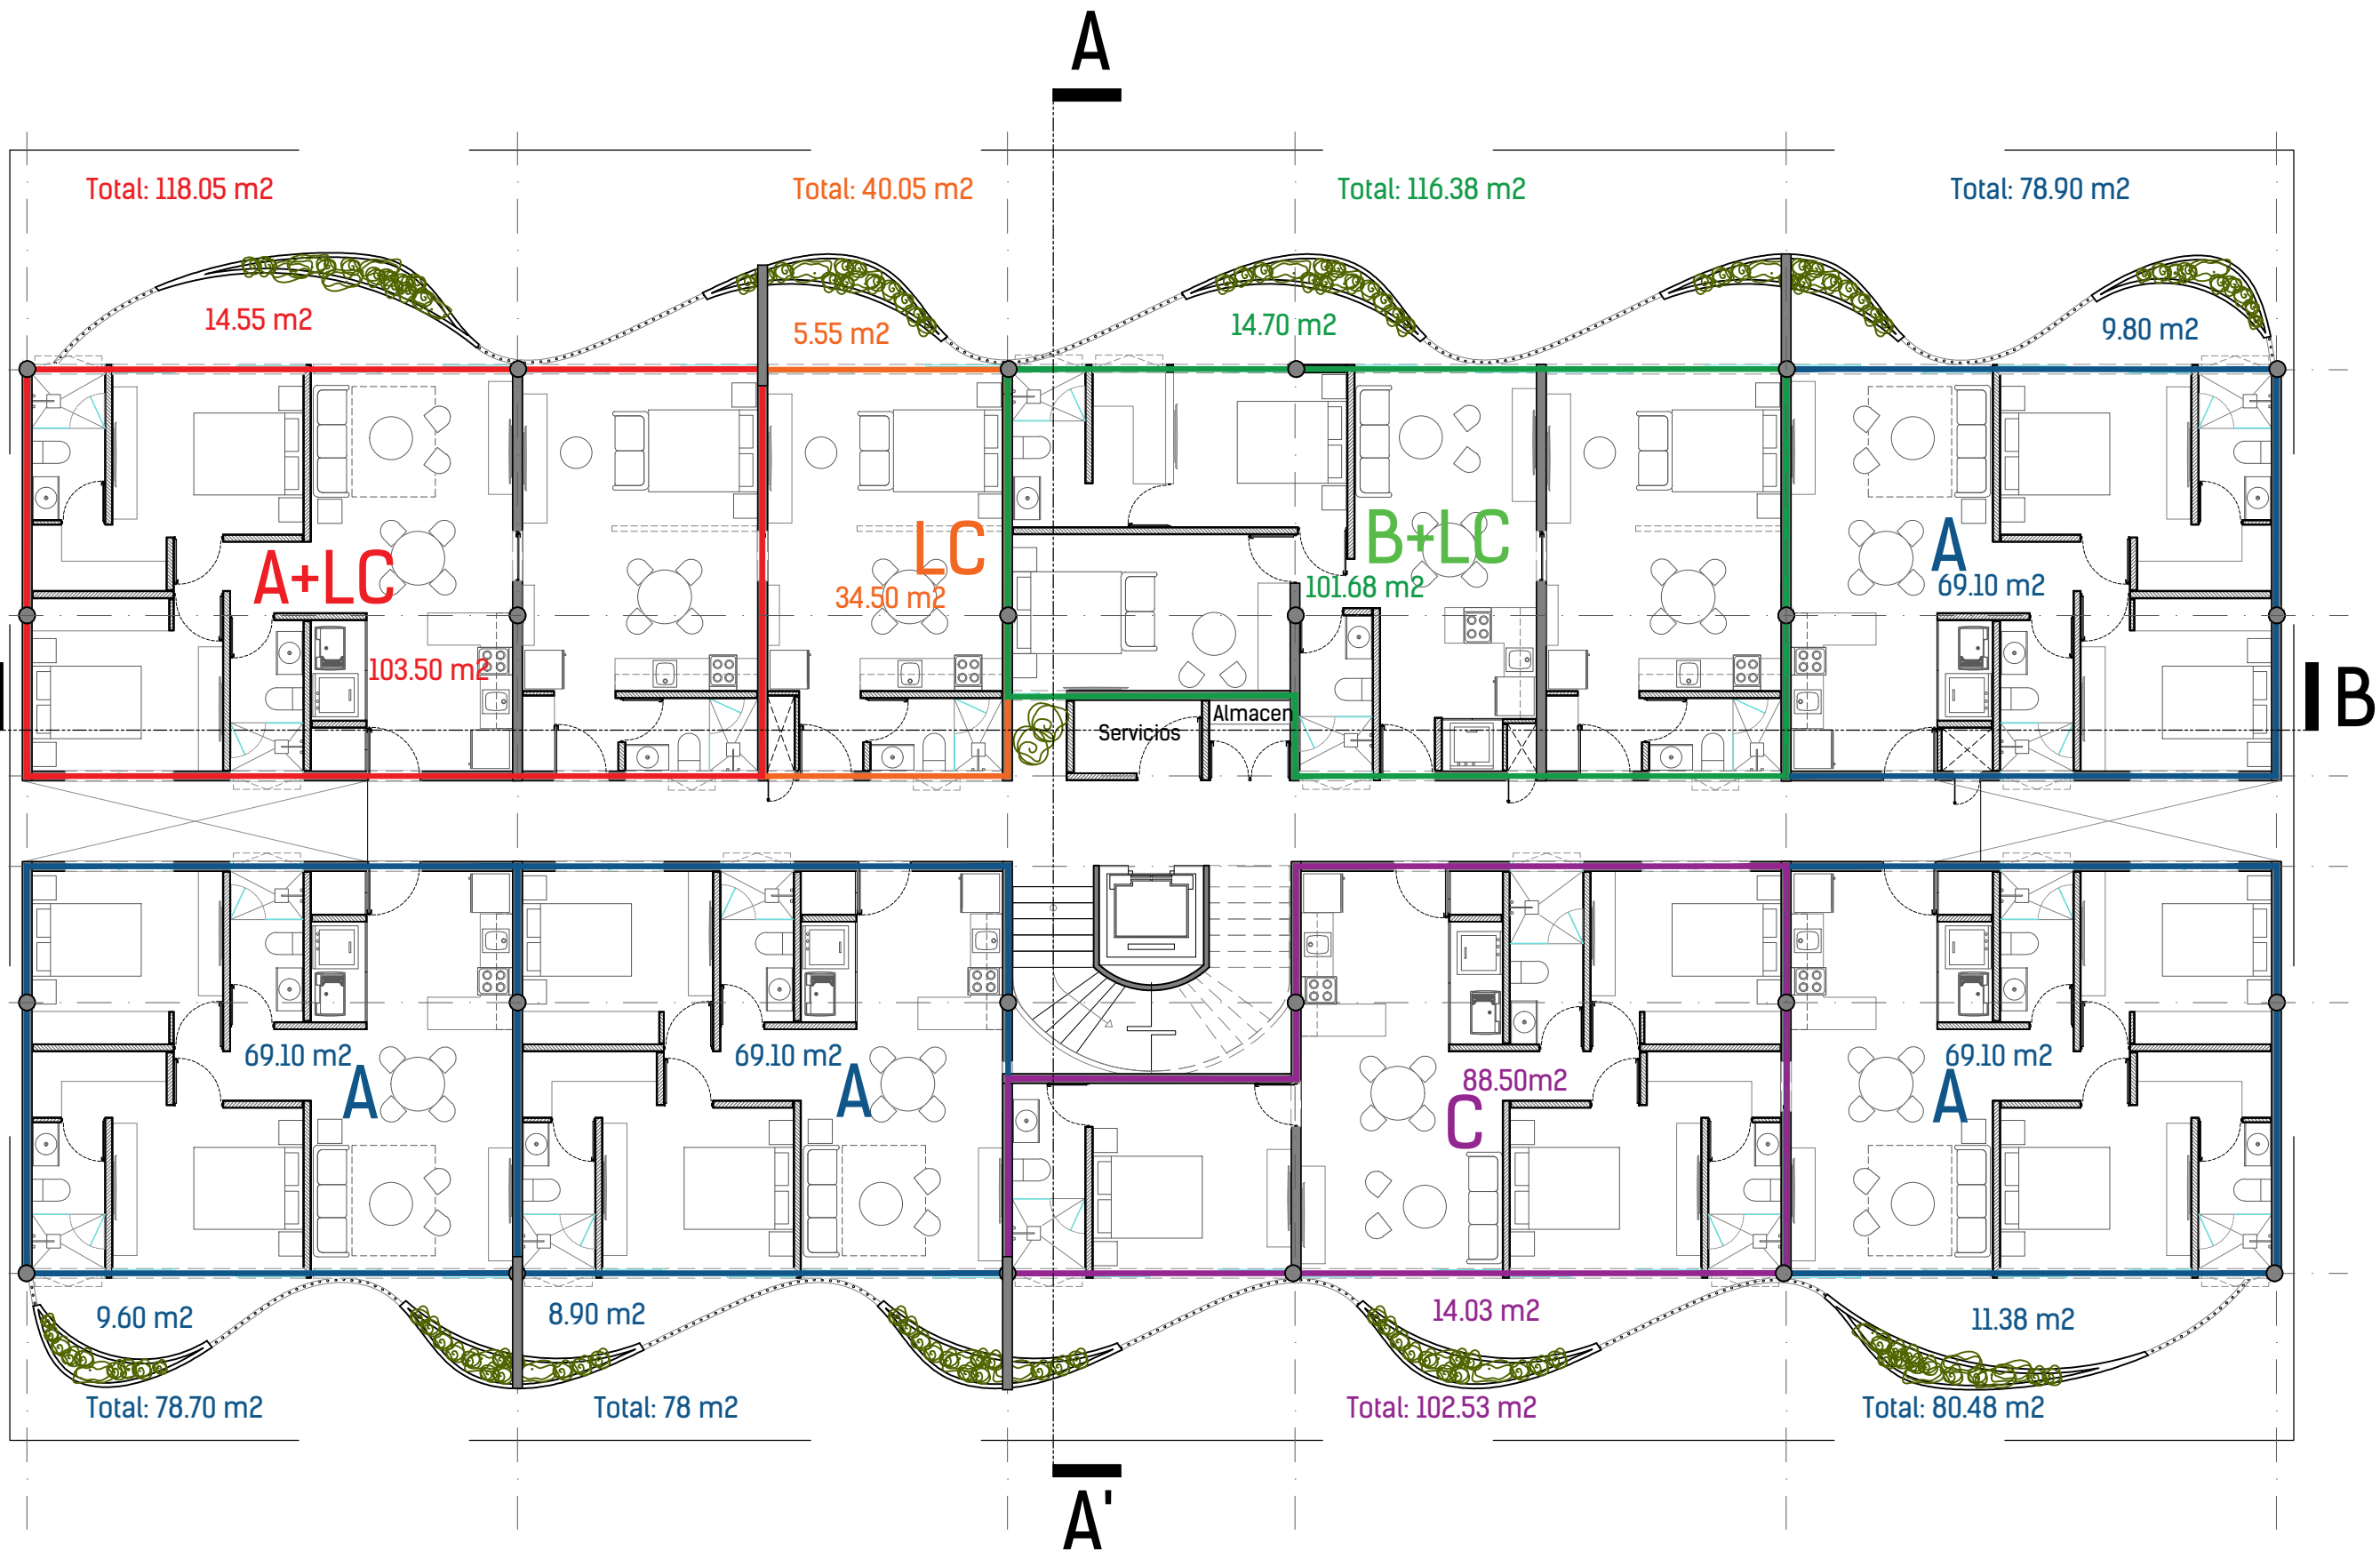 A
Total: 118.05 m2
Total: 40.05 m2
Total: 116.38 m2
Total: 78.90 m2
14.55 m2
5.55 m2
14.70 m2
9.80 m2
A+LC
LC
B+LC
A
34.50 m2
101.68 m2
69.10 m2
103.50 m2
Servicios
Almacen
B
69.10 m2
69.10 m2
88.50m2
69.10 m2
A
A
C
A
9.60 m2
8.90 m2
14.03 m2
11.38 m2
Total: 78.70 m2
Total: 78 m2
Total: 102.53 m2
Total: 80.48 m2
A'